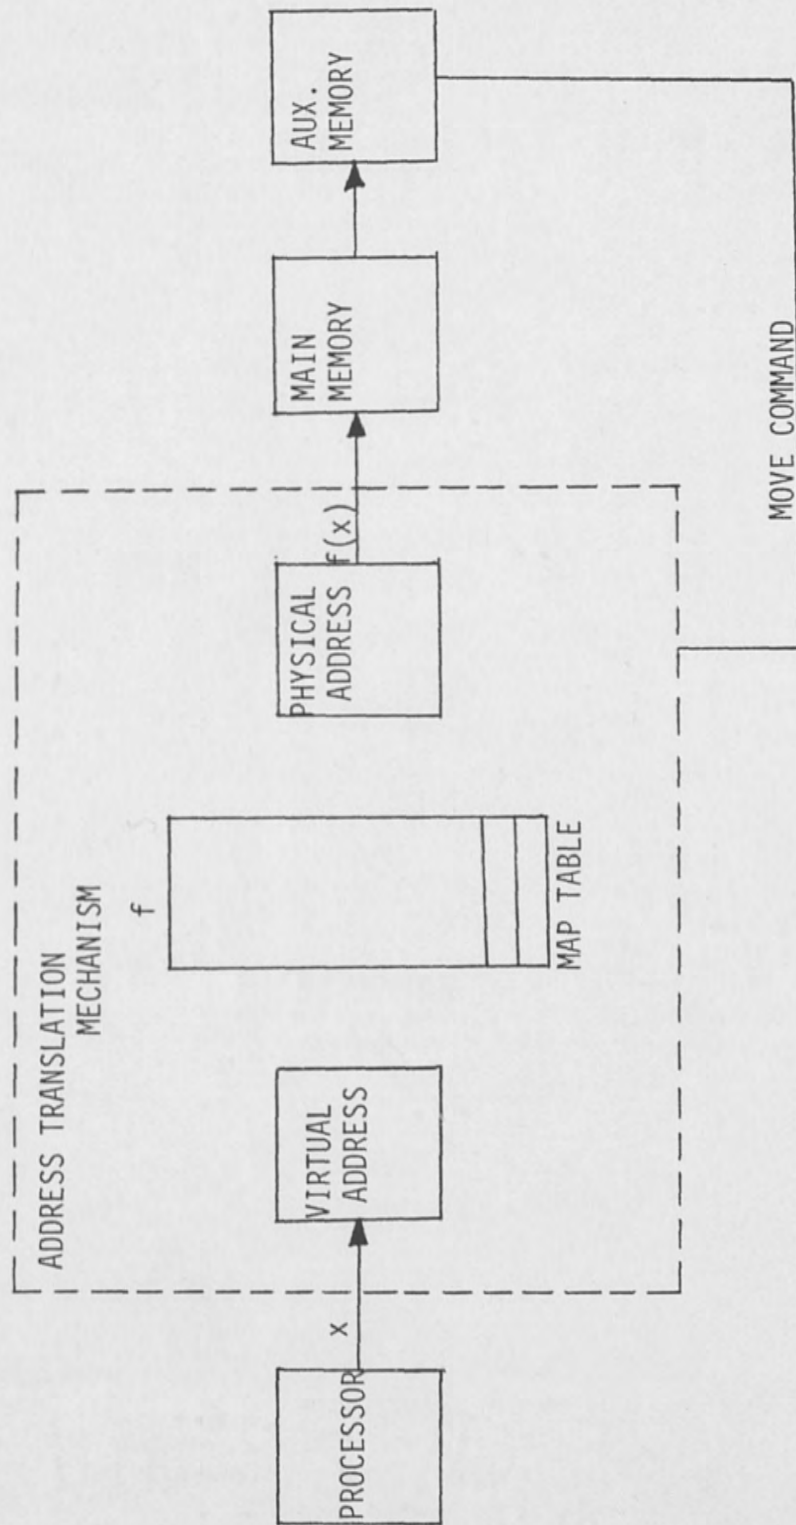 ADDRESS TRANSLATION
MECHANISM
f
PROCESSOR
x
VIRTUAL
ADDRESS
MAP TABLE
PHYSICAL
ADDRESS
f(x)
MAIN
MEMORY
AUX.
MEMORY
MOVE COMMAND